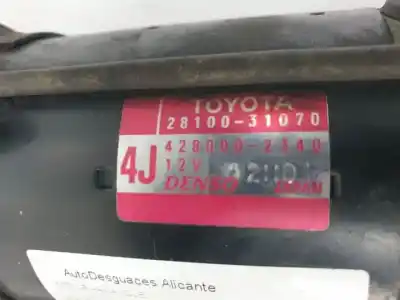 TOYOTA
28100-31070
4J
428000-2340
12V
DENSO
AutoDesguaces Alicante